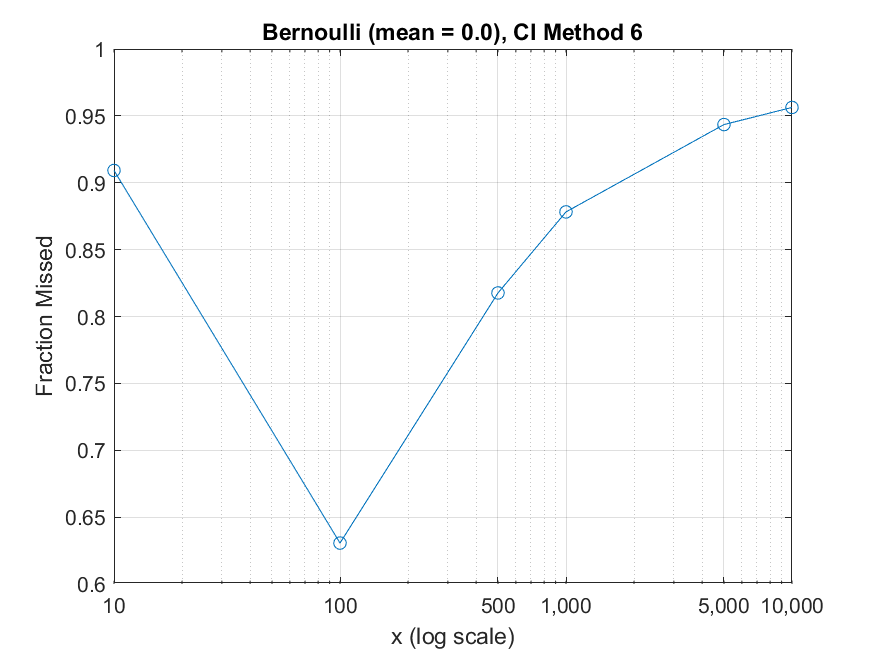 Bernoulli (mean = 0.0), CI Method 6
Fraction Missed
1
0.95
0.9
0.85
0.8
0.75
0.7
0.65
0.6
10 100 500 1,000 5,000 10,000
x (log scale)